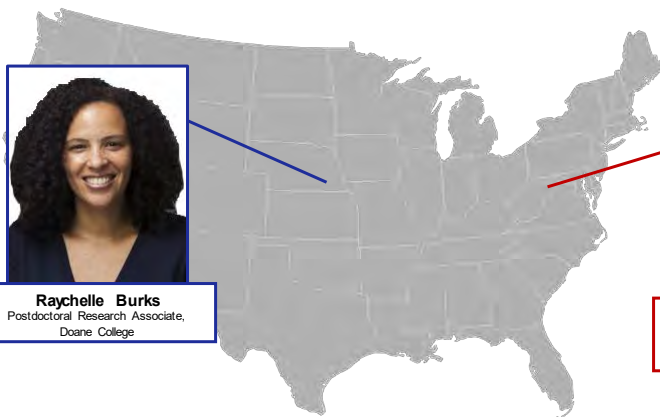 Raychelle Burks
Postdoctoral Research Associate,
Doane College